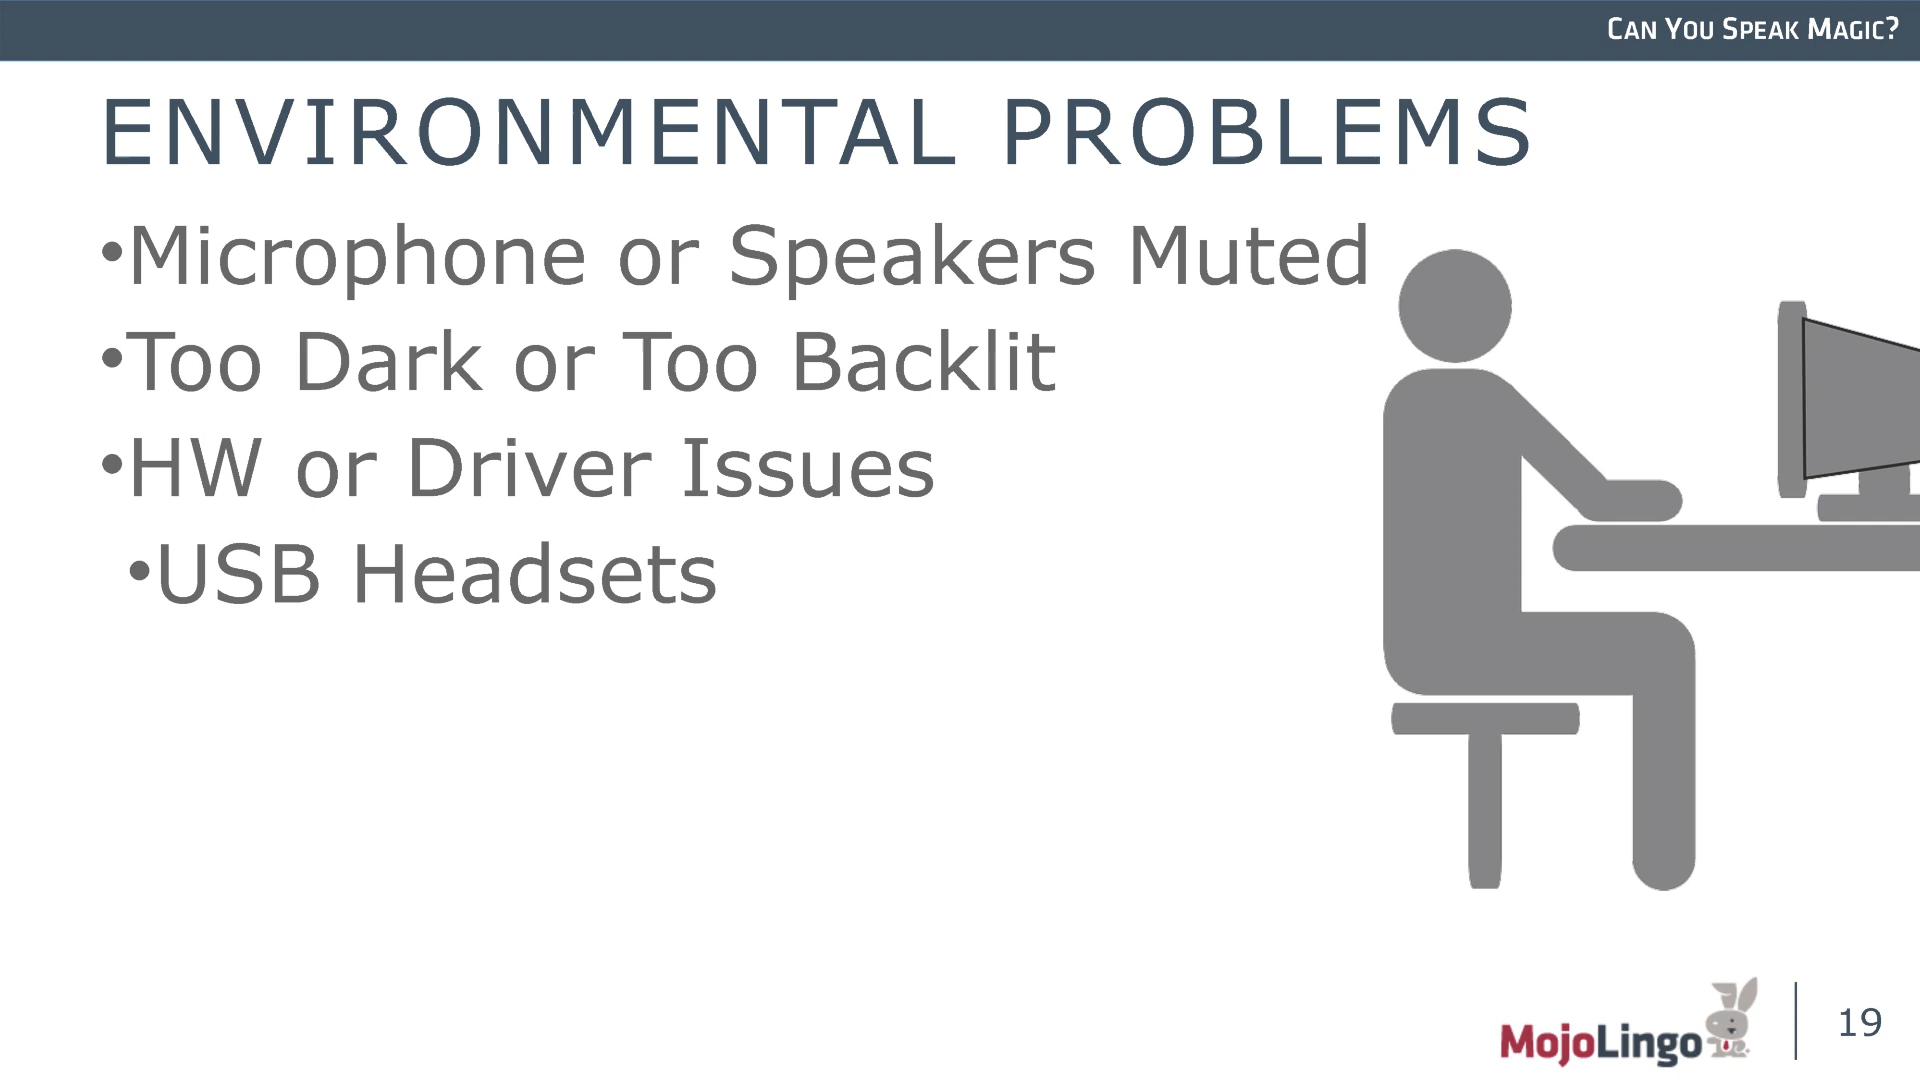 Can You Speak Magic?
ENVIRONMENTAL PROBLEMS
•Microphone or Speakers Muted
•Too Dark or Too Backlit
•HW or Driver Issues
•USB Headsets
MojoLingo
19